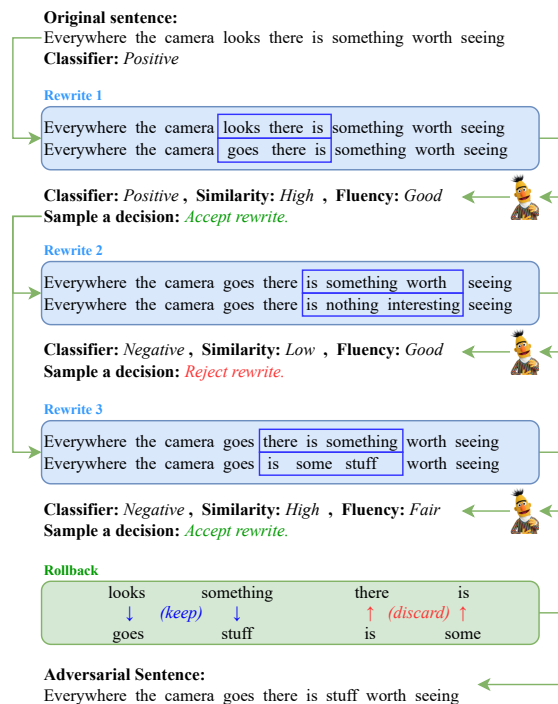 Original sentence:
Everywhere the camera looks there is something worth seeing
Classifier: Positive
Rewrite 1
Everywhere the camera looks there is something worth seeing
Everywhere the camera goes there is something worth seeing
Classifier: Positive , Similarity: High , Fluency: Good
Sample a decision: Accept rewrite.
Rewrite 2
Everywhere the camera goes there is something worth seeing
Everywhere the camera goes there is nothing interesting seeing
Classifier: Negative , Similarity: Low , Fluency: Good
Sample a decision: Reject rewrite.
Rewrite 3
Everywhere the camera goes there is something worth seeing
Everywhere the camera goes is some stuff worth seeing
Classifier: Negative , Similarity: High , Fluency: Fair
Sample a decision: Accept rewrite.
Rollback
looks something there is
↓ (keep) ↓ ↑ (discard) ↑
goes stuff is some
Adversarial Sentence:
Everywhere the camera goes there is stuff worth seeing